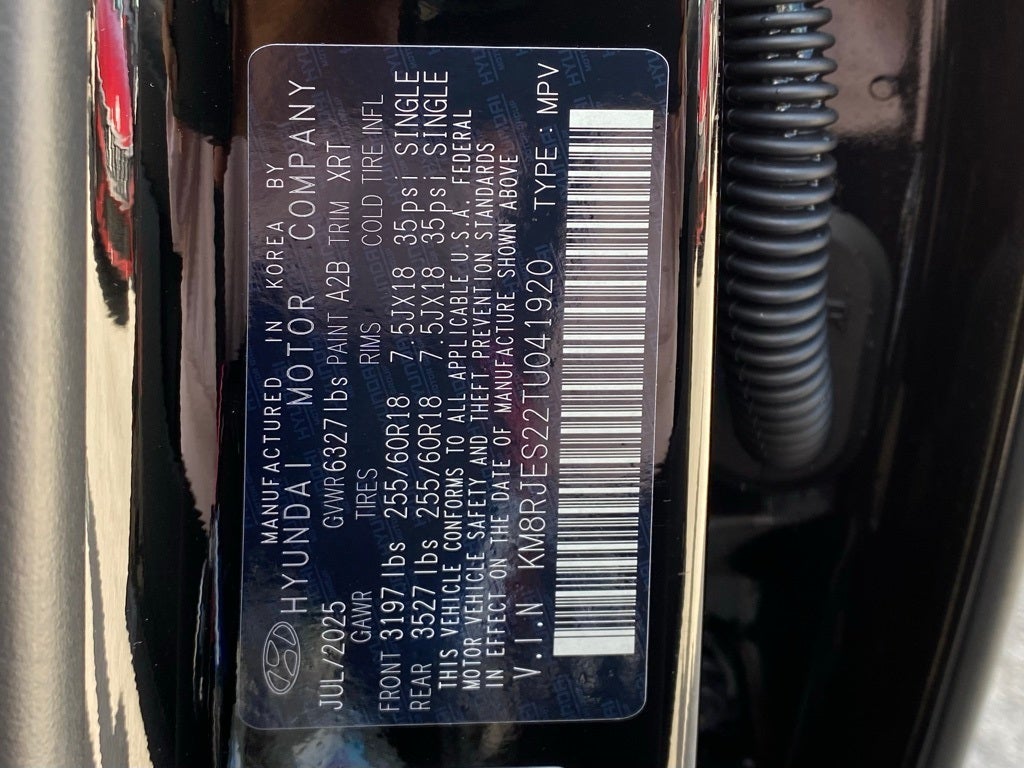 MANUFACTURED IN KOREA BY
HYUNDAI MOTOR COMPANY
JUL/2025 GVWR6327lbs PAINT A2B TRIM XRT
GAWR TIRES RIMS COLD TIRE INFL
FRONT 3197lbs 255/60R18 7.5JX18 35psi SINGLE
REAR 3527lbs 255/60R18 7.5JX18 35psi SINGLE
THIS VEHICLE CONFORMS TO ALL APPLICABLE U.S.A. FEDERAL
MOTOR VEHICLE SAFETY AND THEFT PREVENTION STANDARDS
IN EFFECT ON THE DATE OF MANUFACTURE SHOWN ABOVE
V.I.N KM8RJES22TU041920 TYPE: MPV